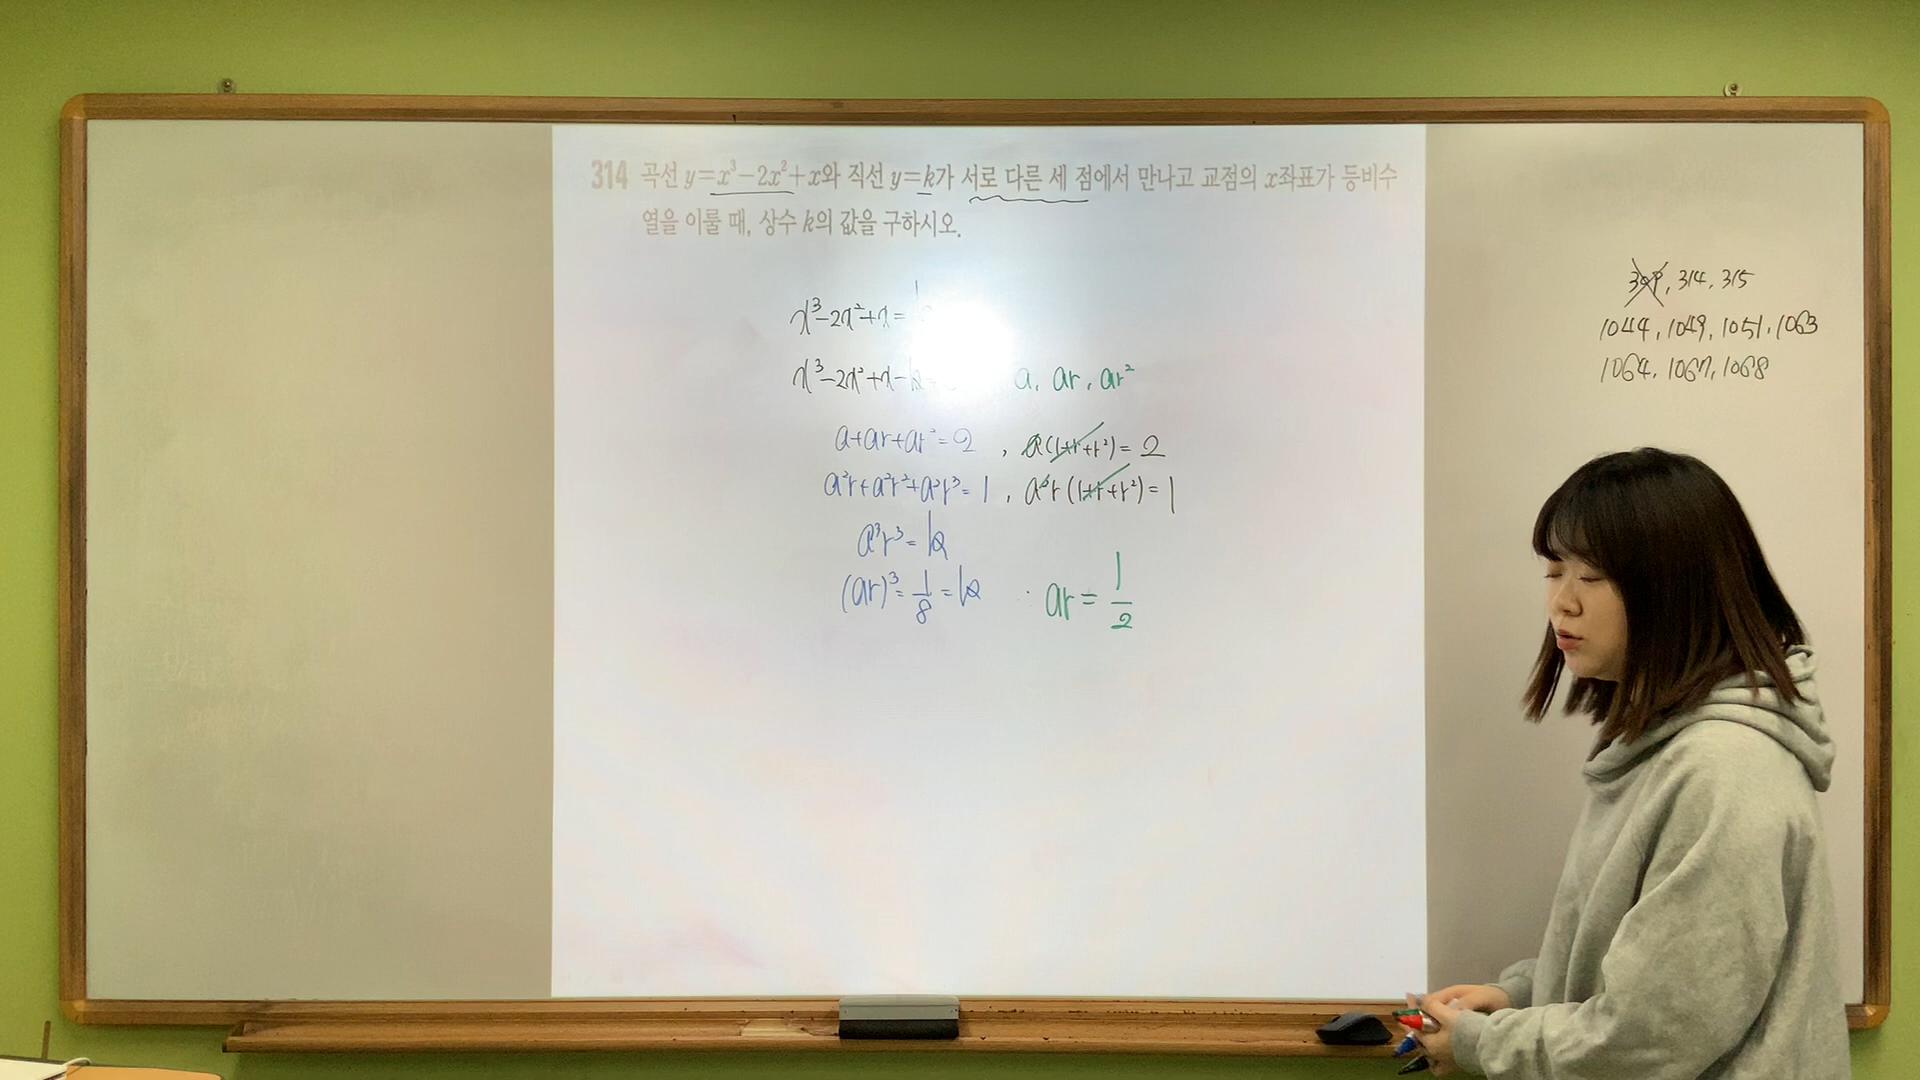 314 곡선 y=x³-2x²+x와 직선 y=k가 서로 다른 세 점에서 만나고 교점의 x좌표가 등비수
열을 이룰 때, 상수 k의 값을 구하시오.
x³-2x²+x=
x³-2x²+x-k a, ar, ar²
a+ar+ar²=2 , a(1+r+r²)=2
a²r+a²r²+a²r³=1 , a²r(1+r+r²)=1
a³r³=k
(ar)³=1/8=k ar=1/2
314, 315
1044, 1049, 1051, 1063
1064, 1067, 1068